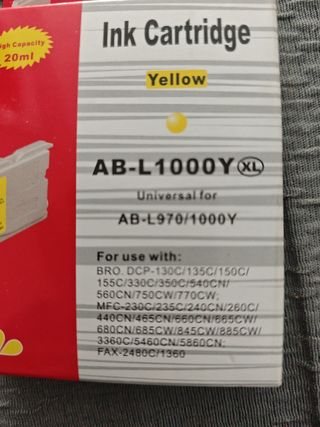 High Capacity
20ml
Ink Cartridge
Yellow
AB-L1000Y XL
Universal for
AB-L970/1000Y
For use with:
BRO. DCP-130C/135C/150C/
155C/330C/350C/540CN/
560CN/750CW/770CW;
MFC-230C/235C/240CN/260C/
440CN/465CN/660CN/665CW/
680CN/685CW/845CW/885CW/
3360C/5460CN/5860CN;
FAX-2480C/1360